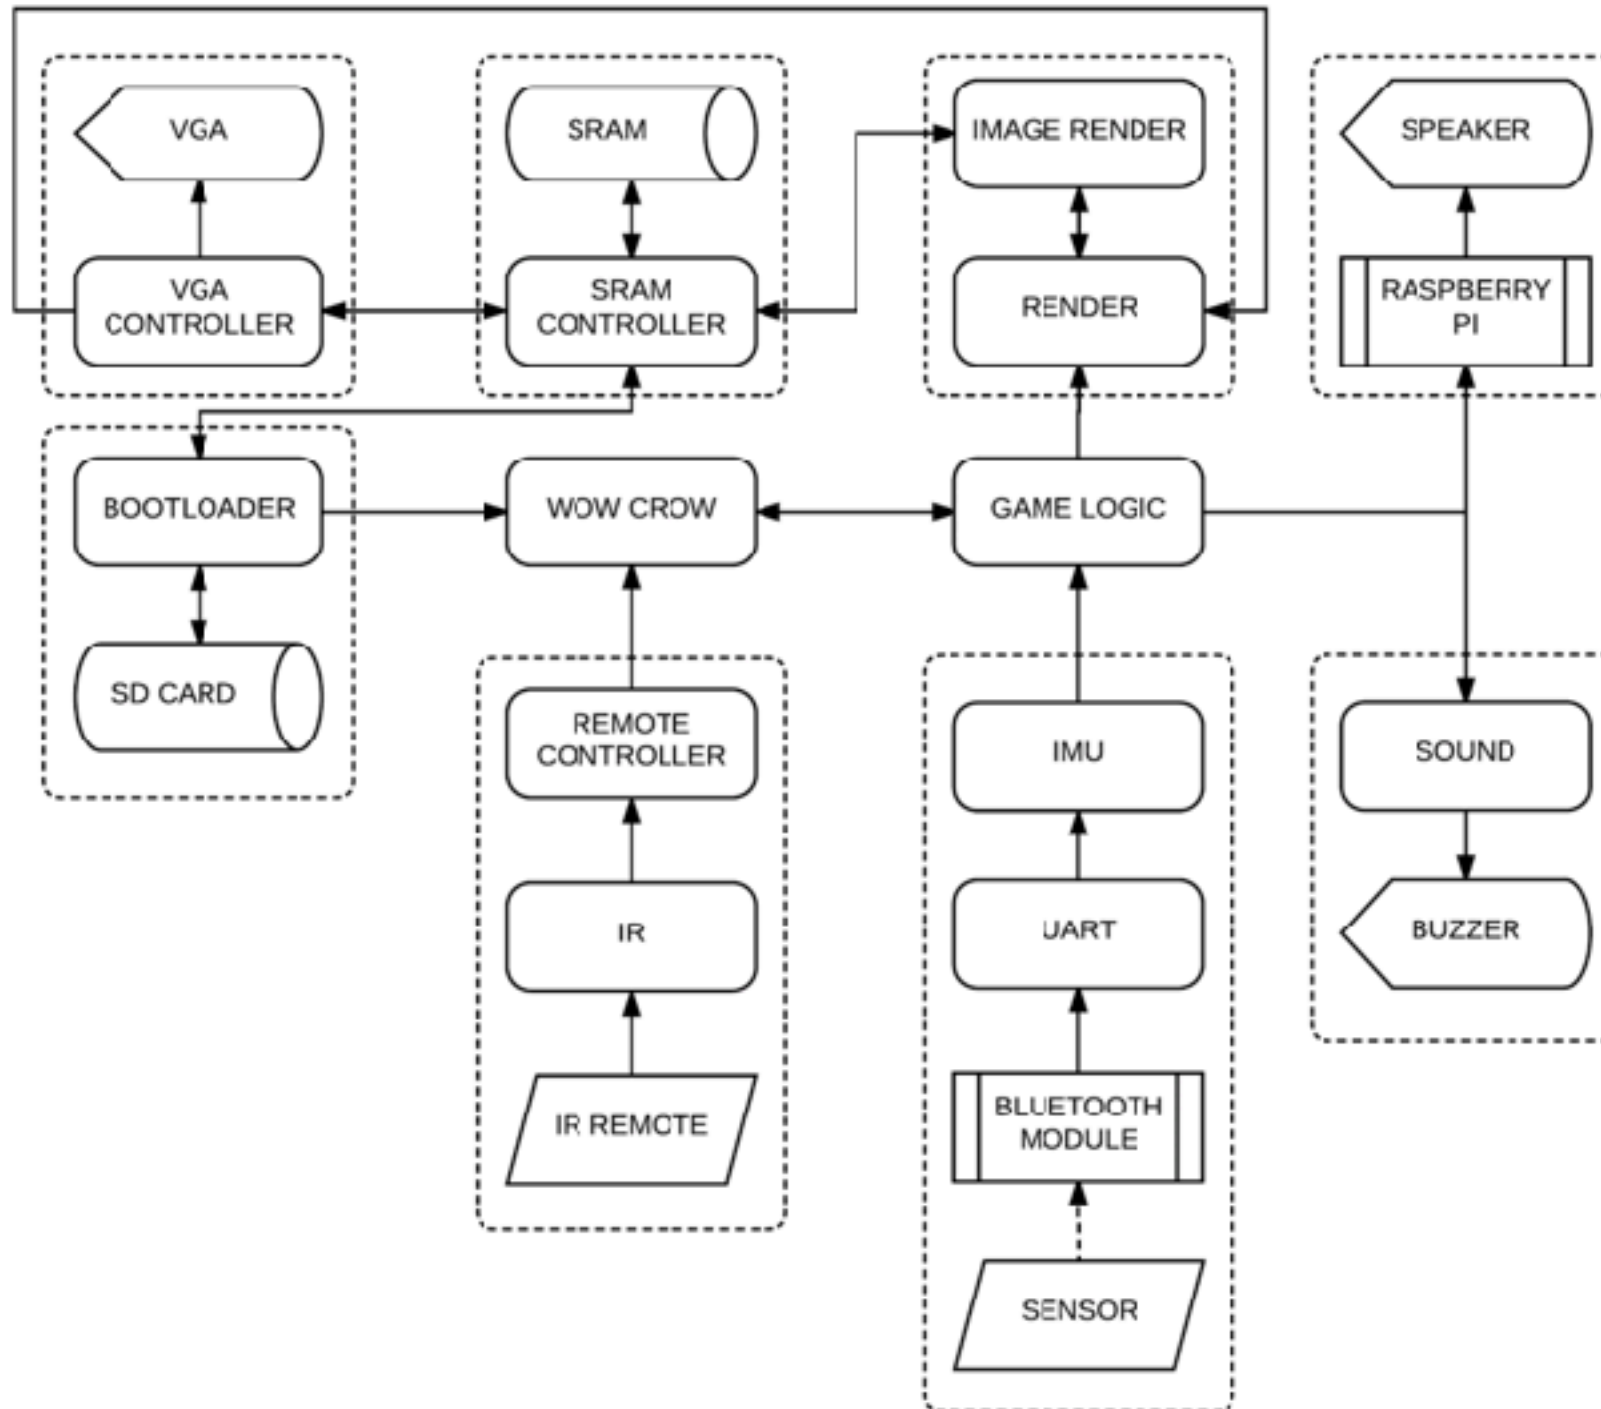 VGA
SRAM
IMAGE RENDER
SPEAKER
VGA
CONTROLLER
SRAM
CONTROLLER
RENDER
RASPBERRY
PI
BOOTLOADER
WOW CROW
GAME LOGIC
SD CARD
REMOTE
CONTROLLER
IMU
SOUND
IR
UART
BUZZER
IR REMOTE
BLUETOOTH
MODULE
SENSOR